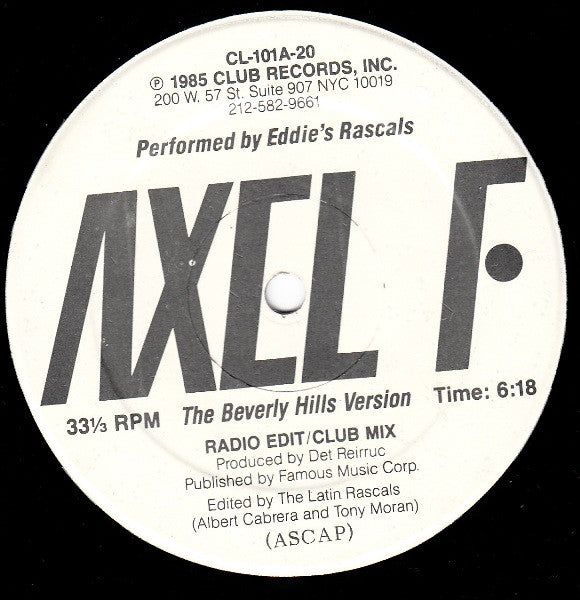 CL-101A-20
℗ 1985 CLUB RECORDS, INC.
200 W. 57 St. Suite 907 NYC 10019
212-582-9661
Performed by Eddie's Rascals
AXEL F.
33⅓ RPM The Beverly Hills Version Time: 6:18
RADIO EDIT/CLUB MIX
Produced by Det Reirruc
Published by Famous Music Corp.
Edited by The Latin Rascals
(Albert Cabrera and Tony Moran)
(ASCAP)